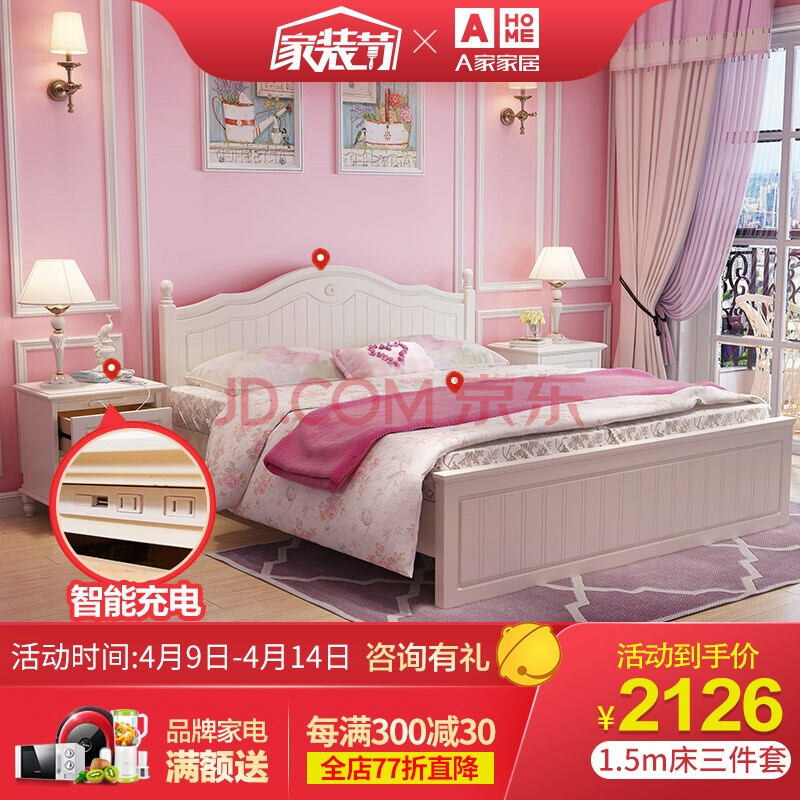 家装节 × A HOME
A家家居
JD.COM 京东
智能充电
活动时间:4月9日-4月14日 咨询有礼
活动到手价
¥2126
品牌家电
满额送
每满300减30
全店77折直降
1.5m床三件套